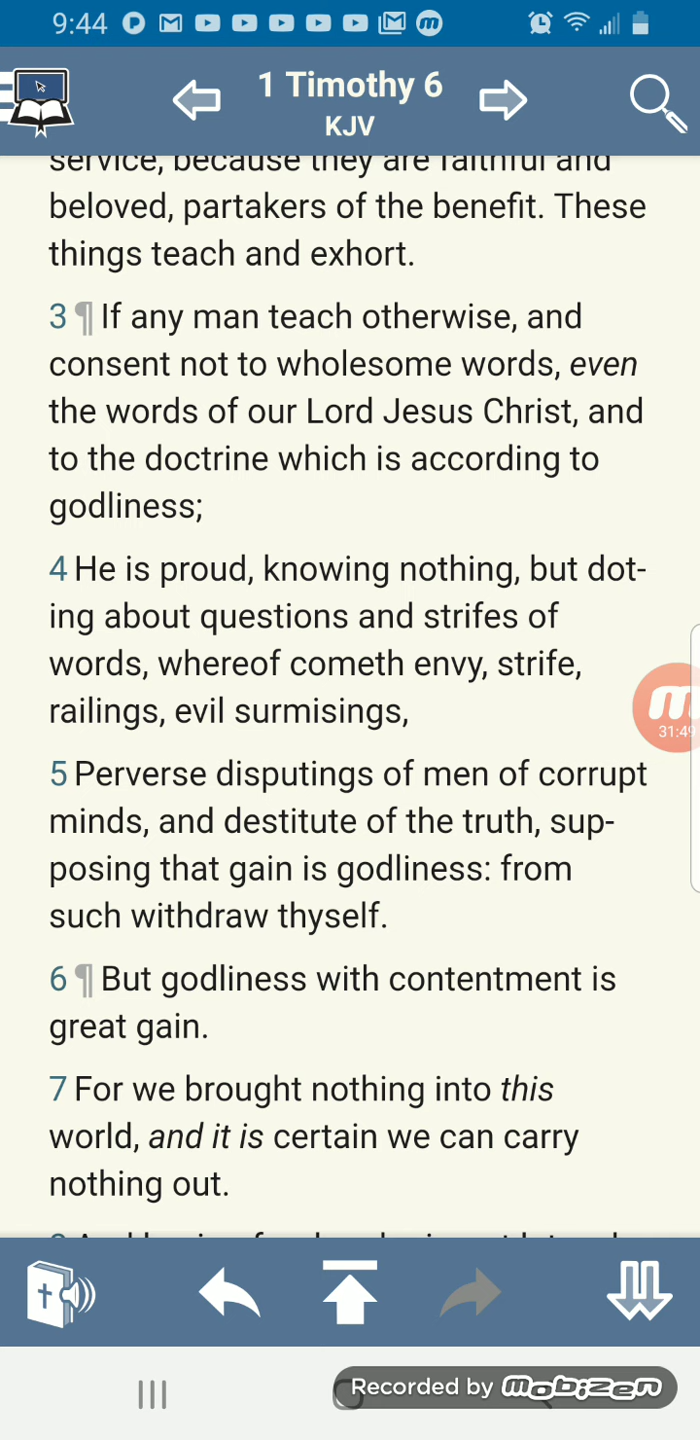 9:44
1 Timothy 6
KJV
service, because they are faithful and
beloved, partakers of the benefit. These
things teach and exhort.
3 ¶ If any man teach otherwise, and
consent not to wholesome words, even
the words of our Lord Jesus Christ, and
to the doctrine which is according to
godliness;
4 He is proud, knowing nothing, but dot-
ing about questions and strifes of
words, whereof cometh envy, strife,
railings, evil surmisings,
m
31:49
5 Perverse disputings of men of corrupt
minds, and destitute of the truth, sup-
posing that gain is godliness: from
such withdraw thyself.
6 ¶ But godliness with contentment is
great gain.
7 For we brought nothing into this
world, and it is certain we can carry
nothing out.
Recorded by mobizen